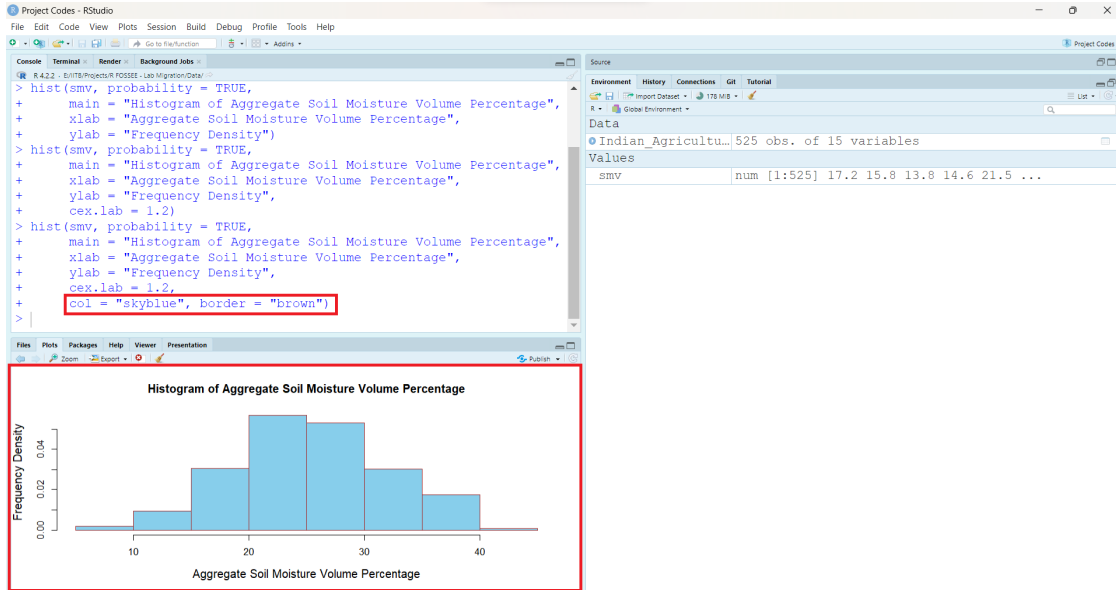 Project Codes - RStudio
File Edit Code View Plots Session Build Debug Profile Tools Help
Go to file/function Addins Project Codes
Console Terminal Render Background Jobs
R 4.2.2 · E:/IITB/Projects/R FOSSEE - Lab Migration/Data/
> hist(smv, probability = TRUE,
+ main = "Histogram of Aggregate Soil Moisture Volume Percentage",
+ xlab = "Aggregate Soil Moisture Volume Percentage",
+ ylab = "Frequency Density")
> hist(smv, probability = TRUE,
+ main = "Histogram of Aggregate Soil Moisture Volume Percentage",
+ xlab = "Aggregate Soil Moisture Volume Percentage",
+ ylab = "Frequency Density",
+ cex.lab = 1.2)
> hist(smv, probability = TRUE,
+ main = "Histogram of Aggregate Soil Moisture Volume Percentage",
+ xlab = "Aggregate Soil Moisture Volume Percentage",
+ ylab = "Frequency Density",
+ cex.lab = 1.2,
+ col = "skyblue", border = "brown")
>
Files Plots Packages Help Viewer Presentation
Zoom Export Publish
Histogram of Aggregate Soil Moisture Volume Percentage
Frequency Density
0.04
0.02
0.00
10 20 30 40
Aggregate Soil Moisture Volume Percentage
Source
Environment History Connections Git Tutorial
Import Dataset 178 MiB List
R Global Environment
Data
Indian_Agricultu… 525 obs. of 15 variables
Values
smv num [1:525] 17.2 15.8 13.8 14.6 21.5 ...